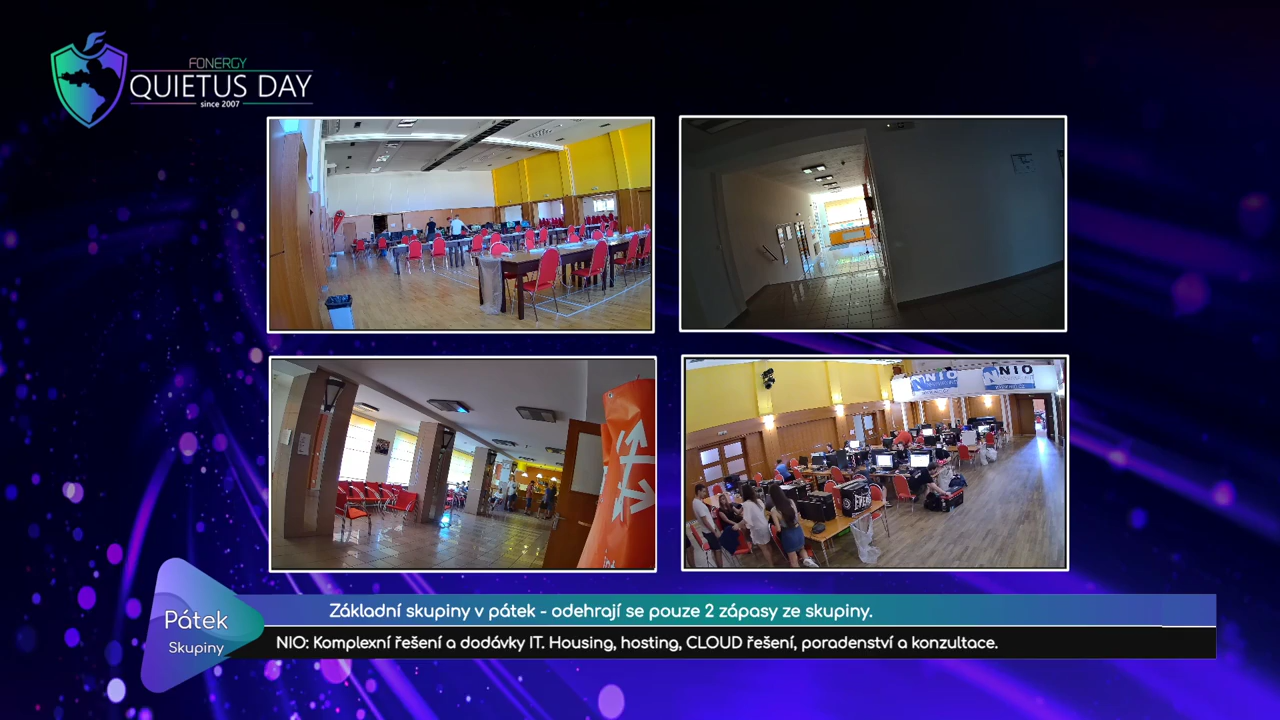 FONERGY
QUIETUS DAY
since 2007
NIO
NIO
Pátek
Skupiny
Základní skupiny v pátek - odehrají se pouze 2 zápasy ze skupiny.
NIO: Komplexní řešení a dodávky IT. Housing, hosting, CLOUD řešení, poradenství a konzultace.